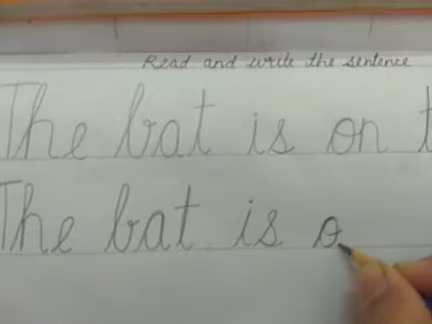 Read and write the sentence
The bat is on t
The bat is o